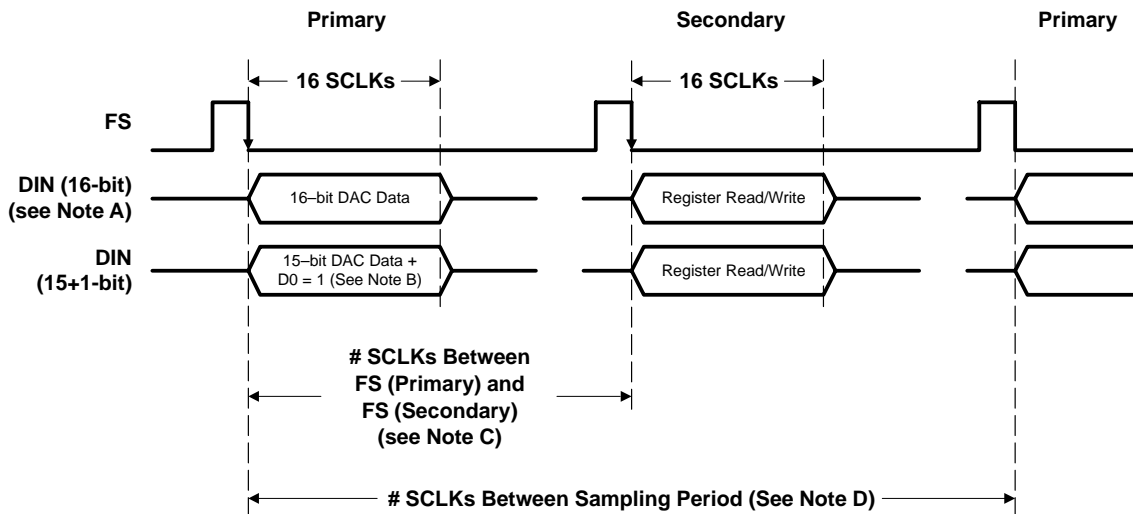 Primary
Secondary
Primary
16 SCLKs
16 SCLKs
FS
DIN (16-bit)
(see Note A)
16–bit DAC Data
Register Read/Write
DIN
(15+1-bit)
15–bit DAC Data +
D0 = 1 (See Note B)
Register Read/Write
# SCLKs Between
FS (Primary) and
FS (Secondary)
(see Note C)
# SCLKs Between Sampling Period (See Note D)